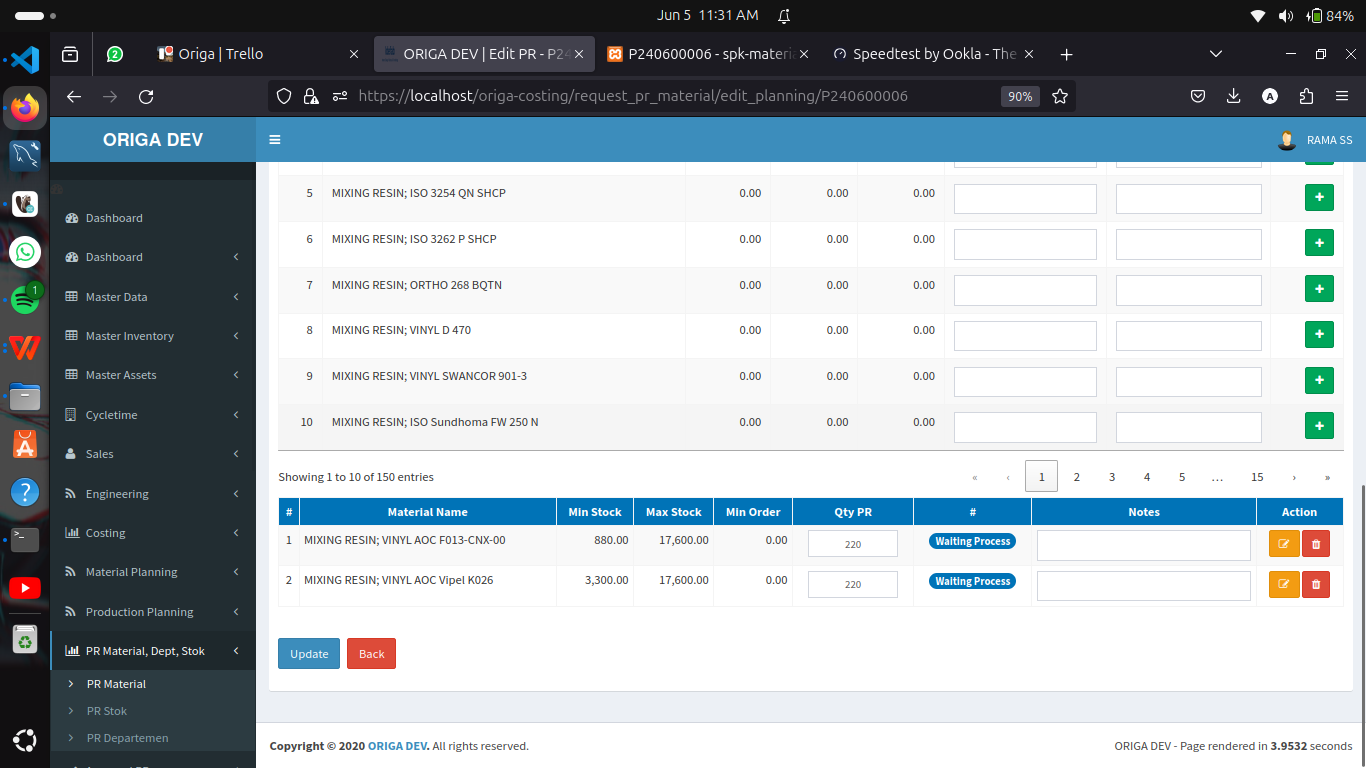 Jun 5 11:31 AM
84%
2
Origa | Trello
ORIGA DEV | Edit PR - P24
P240600006 - spk-materia
Speedtest by Ookla - The
https://localhost/origa-costing/request_pr_material/edit_planning/P240600006
90%
A
ORIGA DEV
RAMA SS
1
Dashboard
Dashboard
Master Data
Master Inventory
Master Assets
Cycletime
Sales
Engineering
Costing
Material Planning
Production Planning
PR Material, Dept, Stok
PR Material
PR Stok
PR Departemen
5 MIXING RESIN; ISO 3254 QN SHCP 0.00 0.00 0.00
6 MIXING RESIN; ISO 3262 P SHCP 0.00 0.00 0.00
7 MIXING RESIN; ORTHO 268 BQTN 0.00 0.00 0.00
8 MIXING RESIN; VINYL D 470 0.00 0.00 0.00
9 MIXING RESIN; VINYL SWANCOR 901-3 0.00 0.00 0.00
10 MIXING RESIN; ISO Sundhoma FW 250 N 0.00 0.00 0.00
Showing 1 to 10 of 150 entries « ‹ 1 2 3 4 5 … 15 › »
# Material Name Min Stock Max Stock Min Order Qty PR # Notes Action
1 MIXING RESIN; VINYL AOC F013-CNX-00 880.00 17,600.00 0.00 220 Waiting Process
2 MIXING RESIN; VINYL AOC Vipel K026 3,300.00 17,600.00 0.00 220 Waiting Process
Update Back
Copyright © 2020 ORIGA DEV. All rights reserved.
ORIGA DEV - Page rendered in 3.9532 seconds